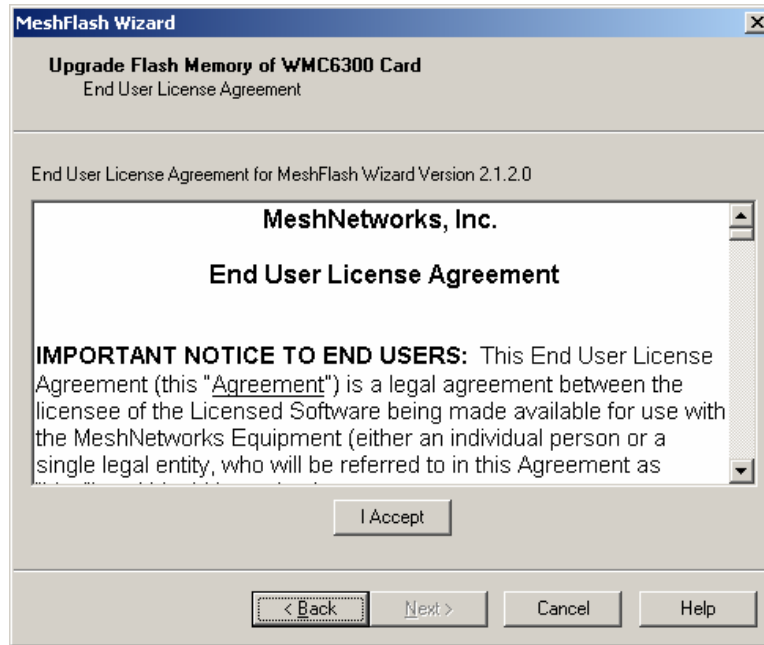 MeshFlash Wizard
Upgrade Flash Memory of WMC6300 Card
End User License Agreement
End User License Agreement for MeshFlash Wizard Version 2.1.2.0
MeshNetworks, Inc.
End User License Agreement
IMPORTANT NOTICE TO END USERS: This End User License
Agreement (this "Agreement") is a legal agreement between the
licensee of the Licensed Software being made available for use with
the MeshNetworks Equipment (either an individual person or a
single legal entity, who will be referred to in this Agreement as
I Accept
< Back
Next >
Cancel
Help